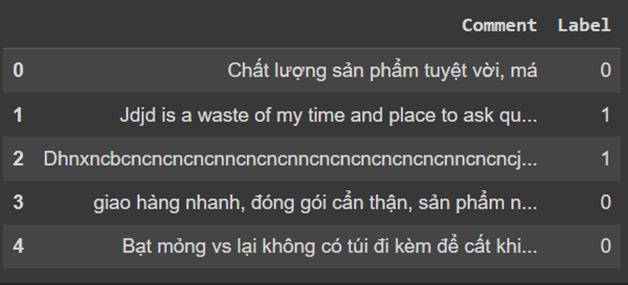 Comment Label
0 Chất lượng sản phẩm tuyệt vời, má 0
1 Jdjd is a waste of my time and place to ask qu... 1
2 Dhnxncbcncncncncnncncncnncncncncncncncnncncncj... 1
3 giao hàng nhanh, đóng gói cẩn thận, sản phẩm n... 0
4 Bạt mỏng vs lại không có túi đi kèm để cất khi... 0